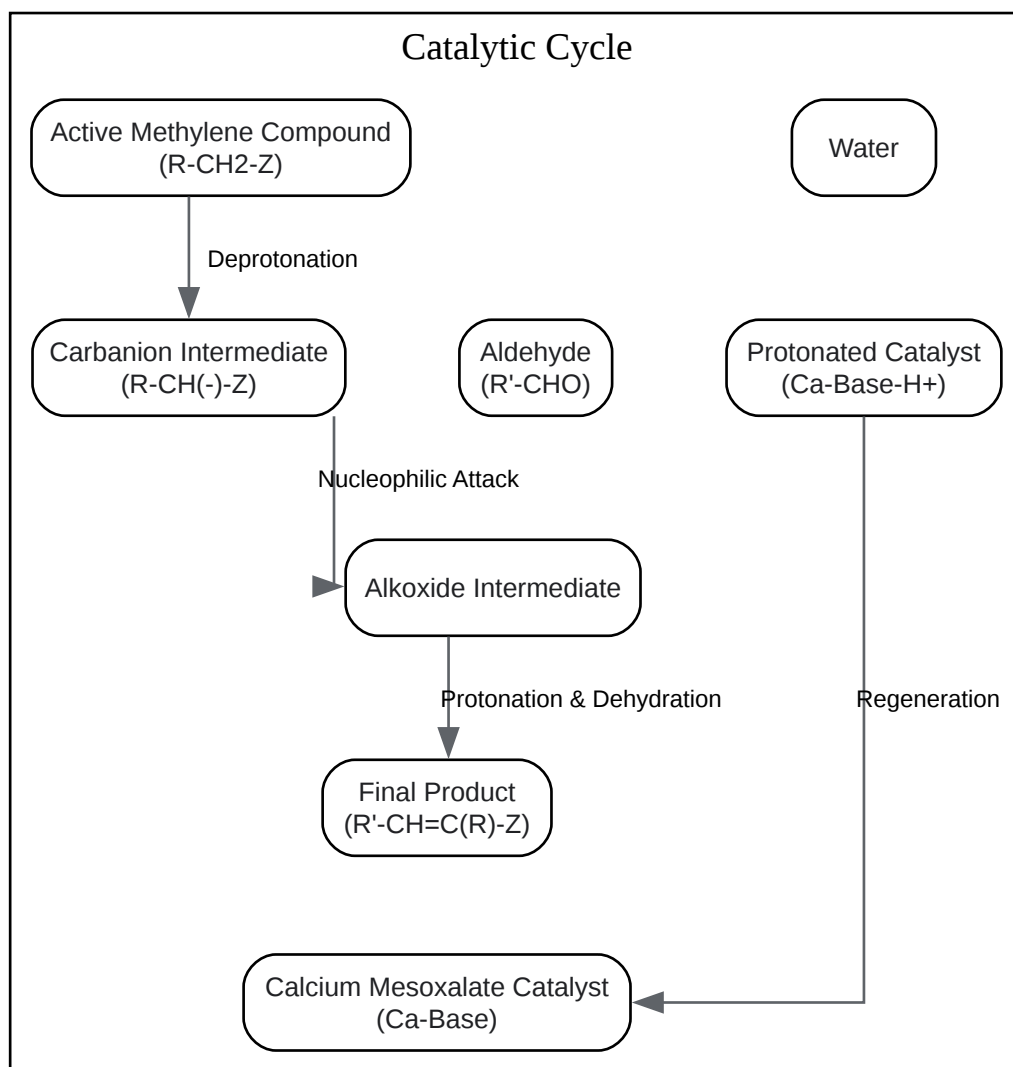 Catalytic Cycle
Active Methylene Compound
(R-CH2-Z)
Water
Deprotonation
Carbanion Intermediate
(R-CH(-)-Z)
Aldehyde
(R'-CHO)
Protonated Catalyst
(Ca-Base-H+)
Nucleophilic Attack
Alkoxide Intermediate
Protonation & Dehydration
Regeneration
Final Product
(R'-CH=C(R)-Z)
Calcium Mesoxalate Catalyst
(Ca-Base)